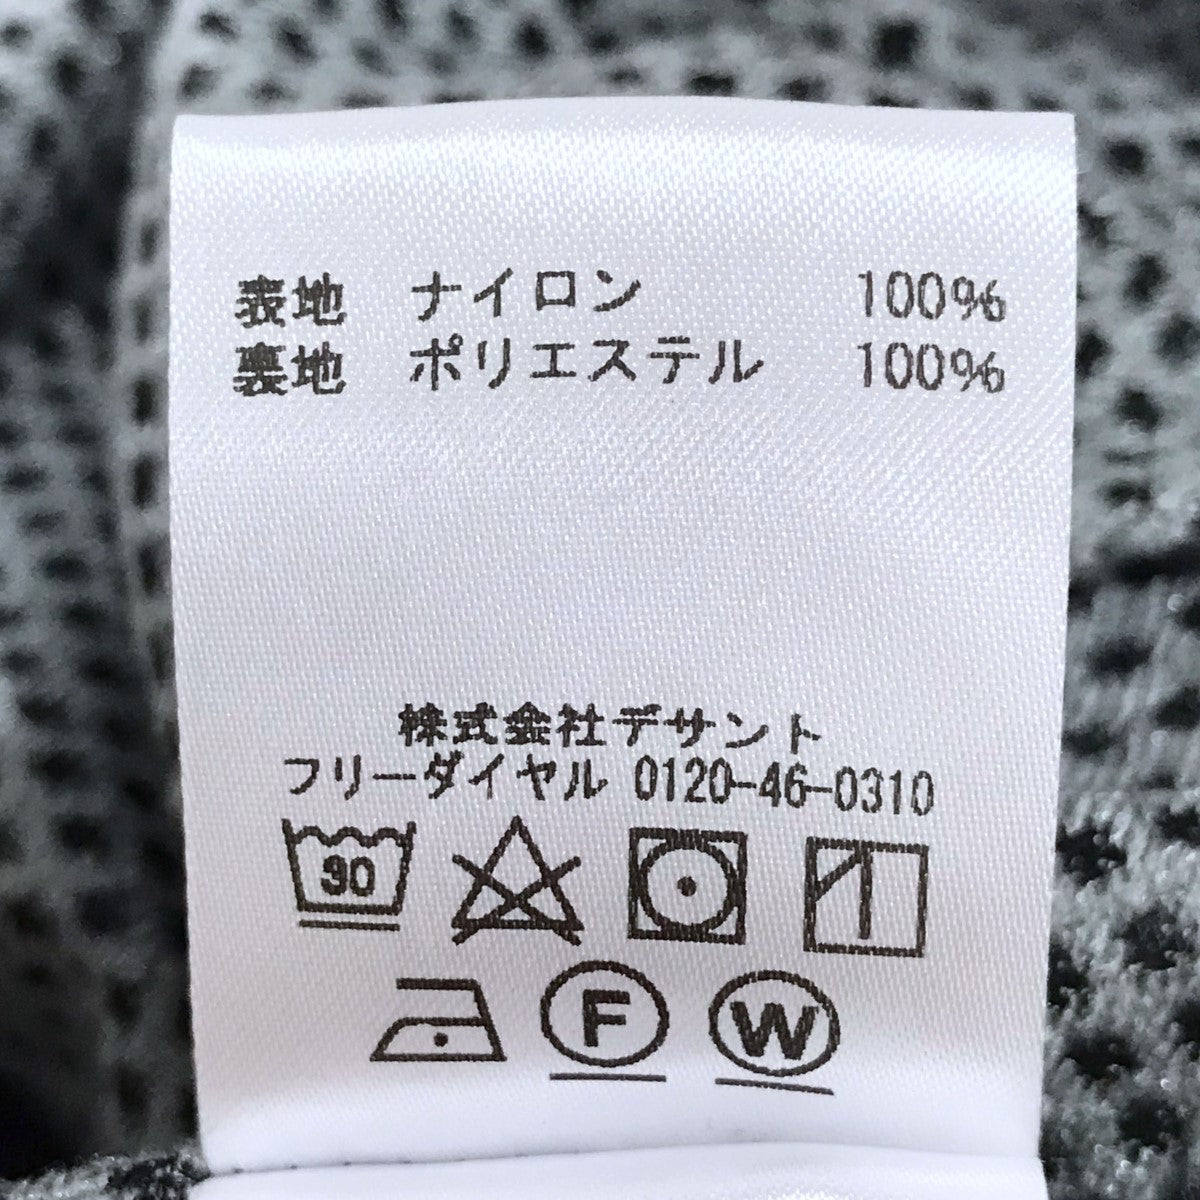 表地 ナイロン 100%
裏地 ポリエステル 100%
株式会社デサント
フリーダイヤル 0120-46-0310
30
F W